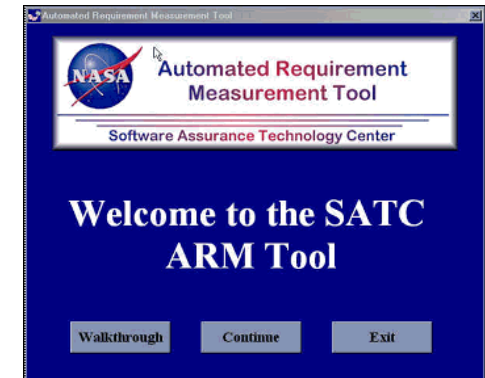 Automated Requirement Measurement Tool
NASA
Automated Requirement
Measurement Tool
Software Assurance Technology Center
Welcome to the SATC
ARM Tool
Walkthrough Continue Exit